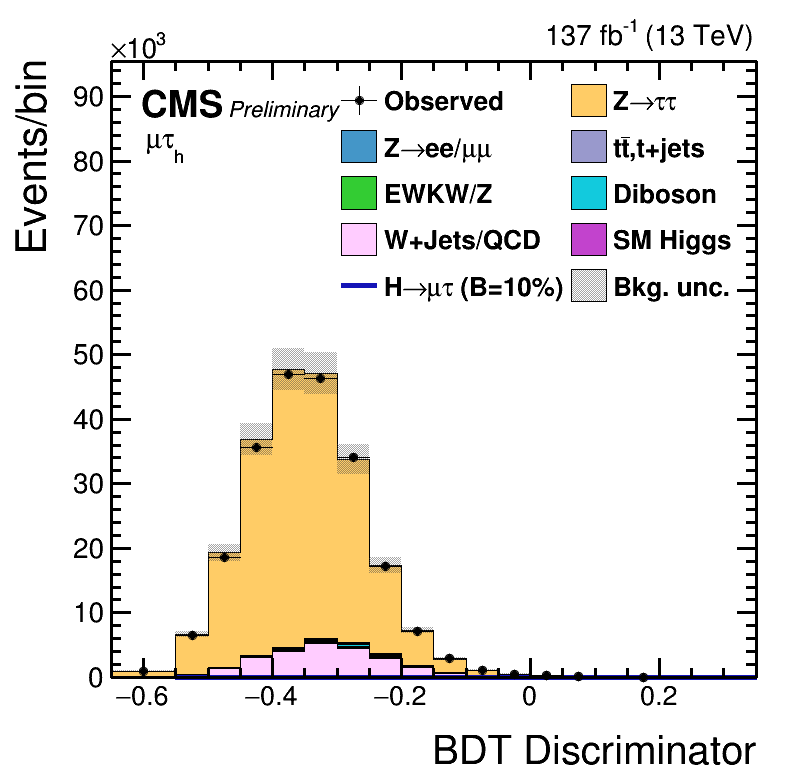 ×10³ 137 fb⁻¹ (13 TeV)
Events/bin
CMS Preliminary
μτₕ
Observed Z→ττ
Z→ee/μμ tt̄,t+jets
EWKW/Z Diboson
W+Jets/QCD SM Higgs
H→μτ (B=10%) Bkg. unc.
90
80
70
60
50
40
30
20
10
0
−0.6 −0.4 −0.2 0 0.2
BDT Discriminator